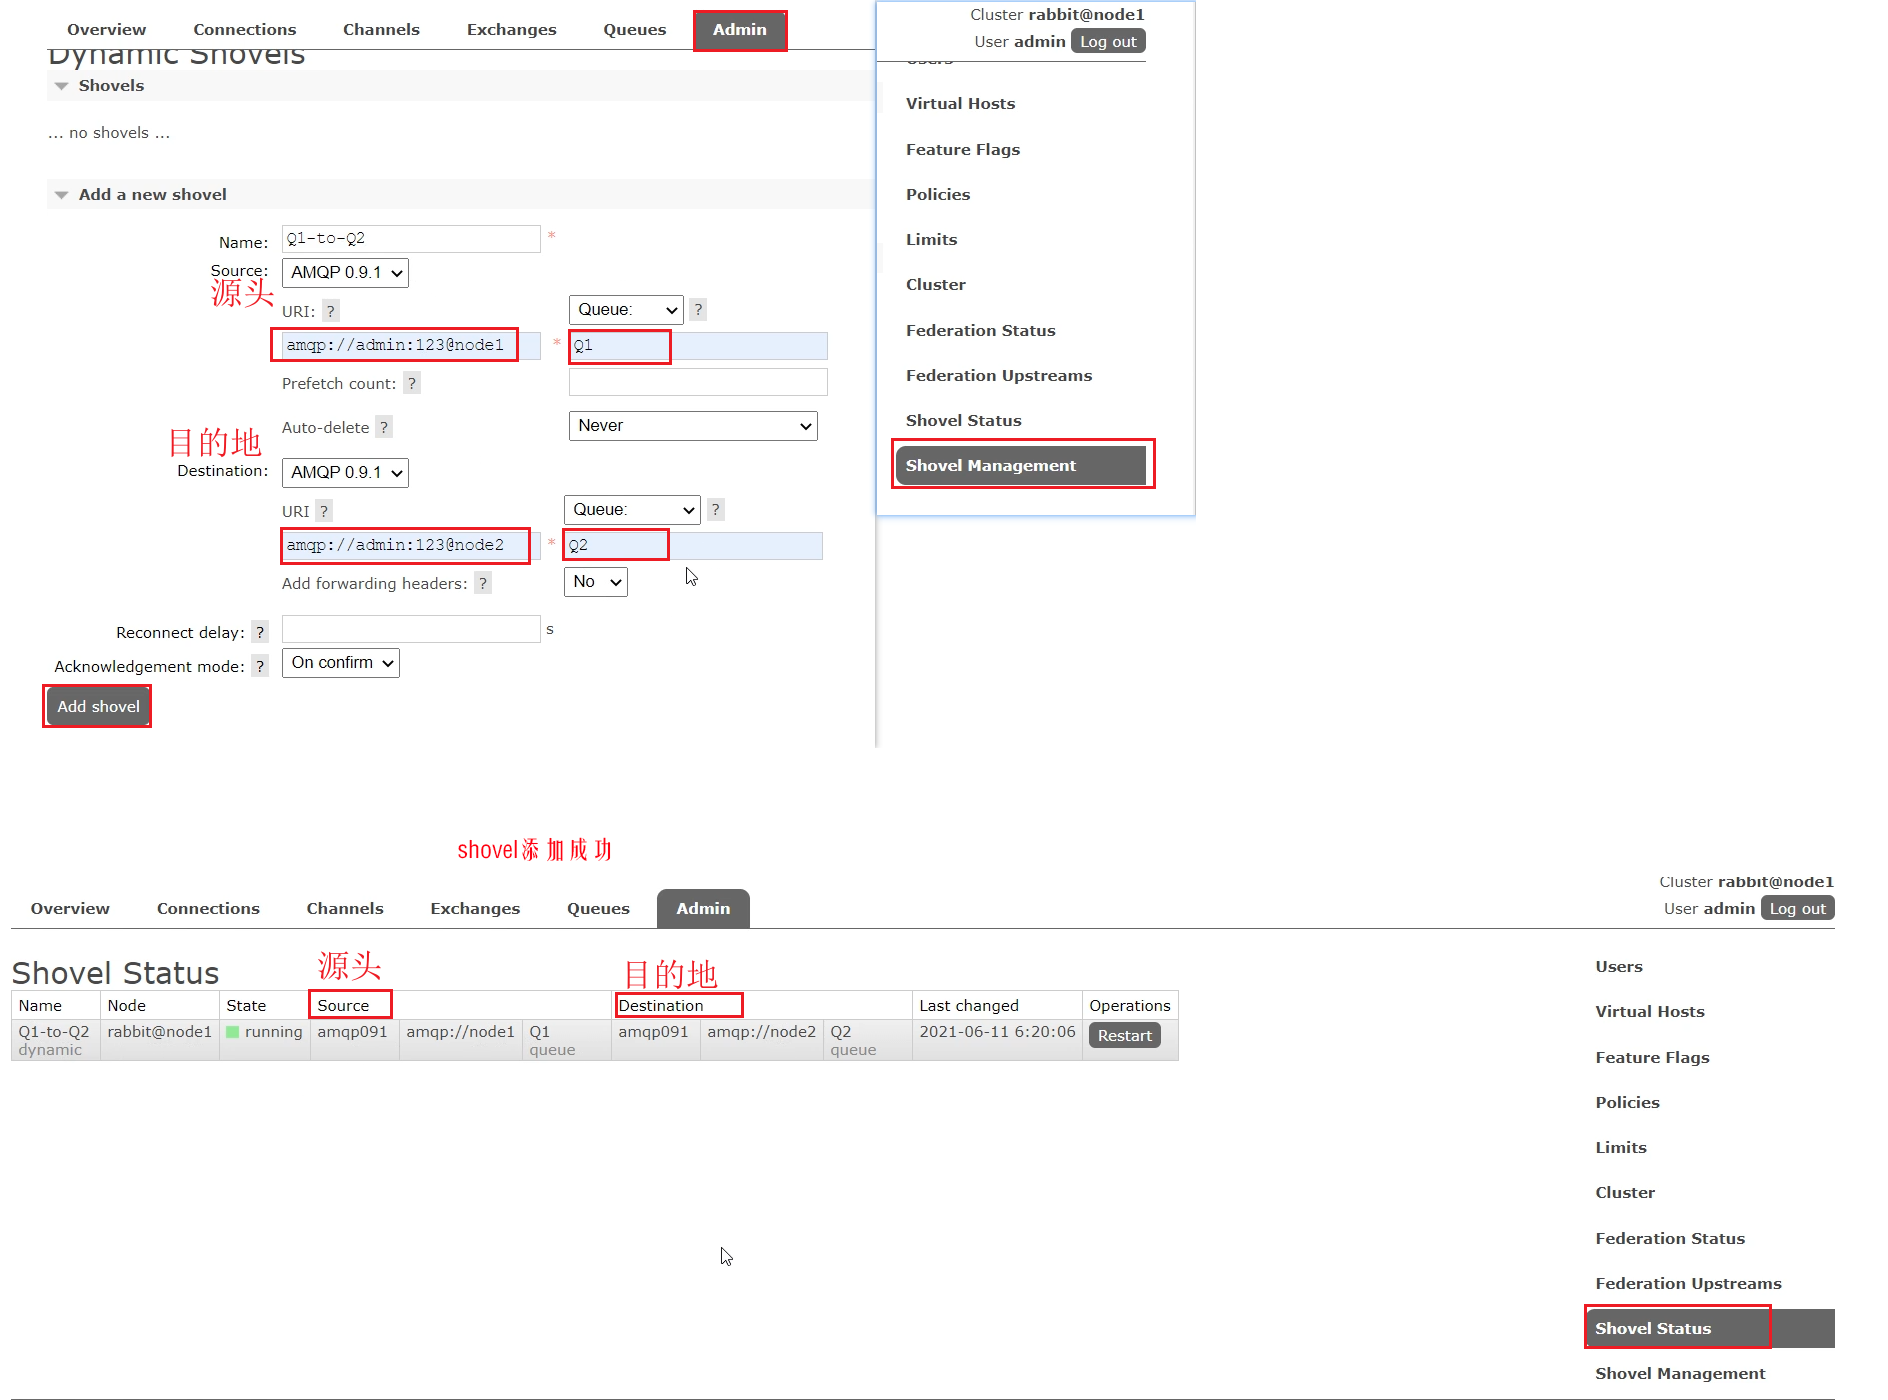 Overview Connections Channels Exchanges Queues Admin
Cluster rabbit@node1
User admin Log out
Dynamic Shovels
Shovels
... no shovels ...
Add a new shovel
Name: Q1-to-Q2 *
Source: AMQP 0.9.1
源头
URI: ? Queue: ?
amqp://admin:123@node1 * Q1
Prefetch count: ?
Auto-delete ? Never
目的地
Destination: AMQP 0.9.1
URI ? Queue: ?
amqp://admin:123@node2 * Q2
Add forwarding headers: ? No
Reconnect delay: ? s
Acknowledgement mode: ? On confirm
Add shovel
Users
Virtual Hosts
Feature Flags
Policies
Limits
Cluster
Federation Status
Federation Upstreams
Shovel Status
Shovel Management
shovel添加成功
Cluster rabbit@node1
Overview Connections Channels Exchanges Queues Admin
User admin Log out
源头 目的地
Shovel Status
Name Node State Source Destination Last changed Operations
Q1-to-Q2 rabbit@node1 running amqp091 amqp://node1 Q1 amqp091 amqp://node2 Q2 2021-06-11 6:20:06 Restart
dynamic queue queue
Users
Virtual Hosts
Feature Flags
Policies
Limits
Cluster
Federation Status
Federation Upstreams
Shovel Status
Shovel Management